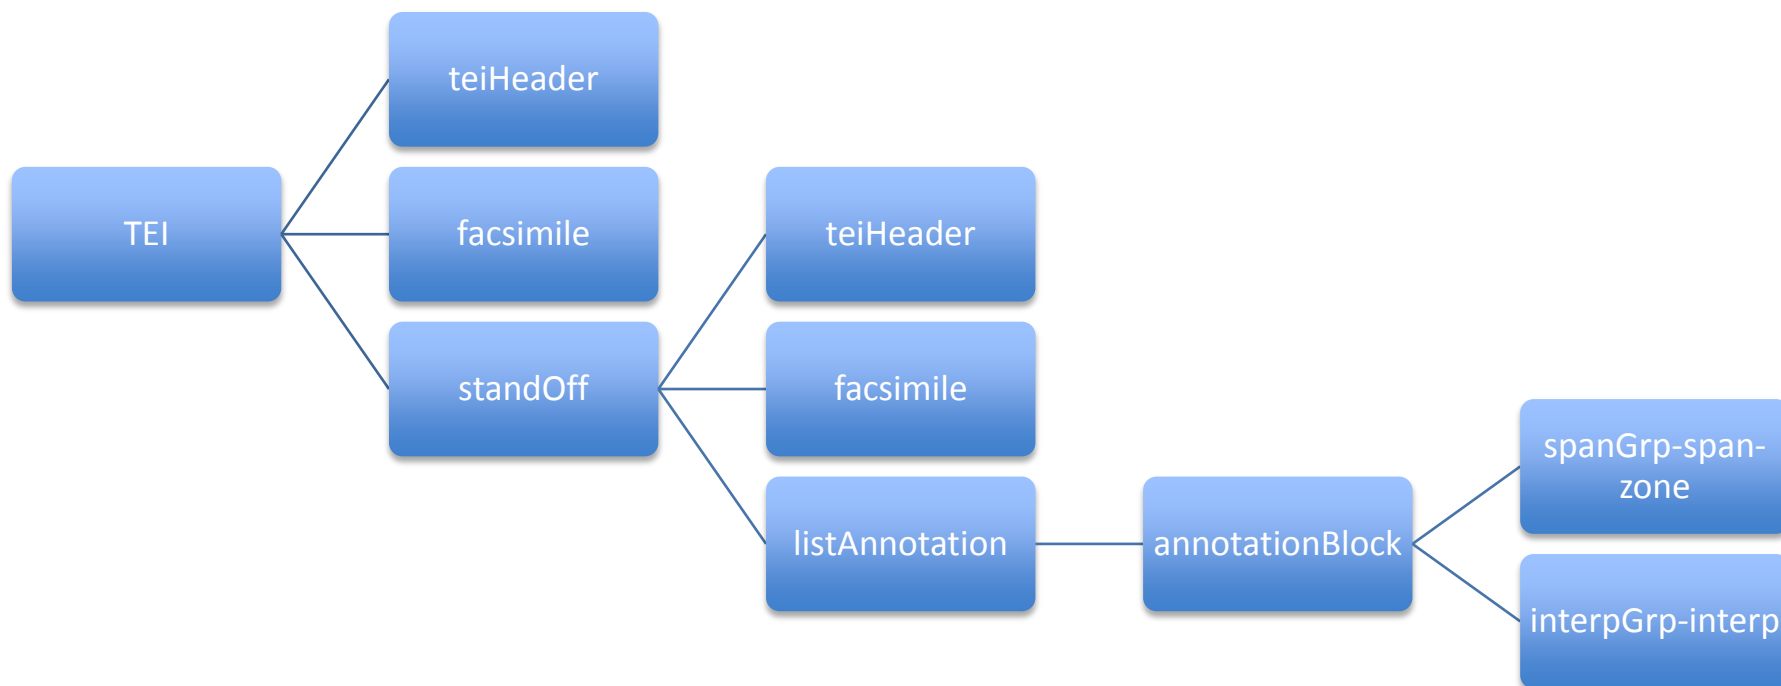 teiHeader
TEI
facsimile
teiHeader
standOff
facsimile
spanGrp-span-
zone
listAnnotation
annotationBlock
interpGrp-interp